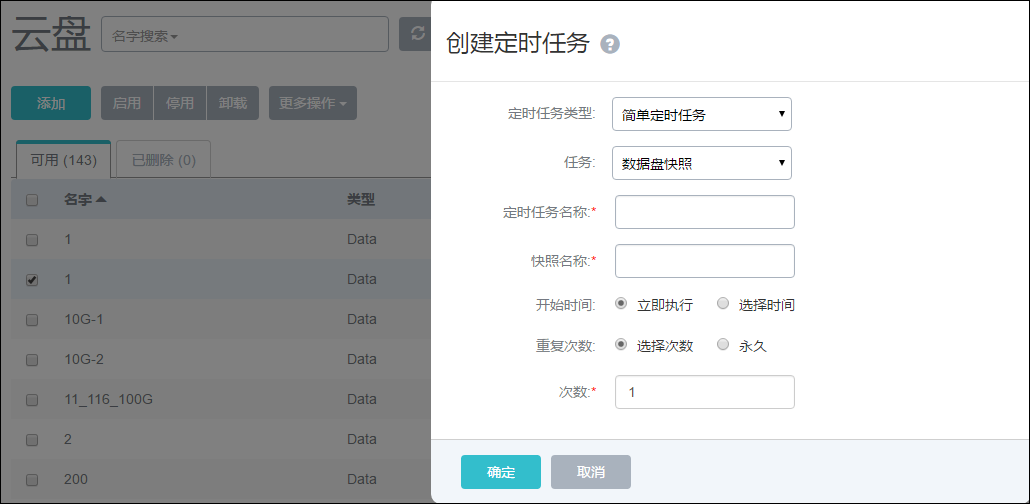 云盘
名字搜索
添加
启用
停用
卸载
更多操作
可用 (143)
已删除 (0)
名字
类型
1
Data
1
Data
10G-1
Data
10G-2
Data
11_116_100G
Data
2
Data
200
Data
创建定时任务
?
定时任务类型:
简单定时任务
任务:
数据盘快照
定时任务名称:*
快照名称:*
开始时间:
立即执行
选择时间
重复次数:
选择次数
永久
次数:*
1
确定
取消